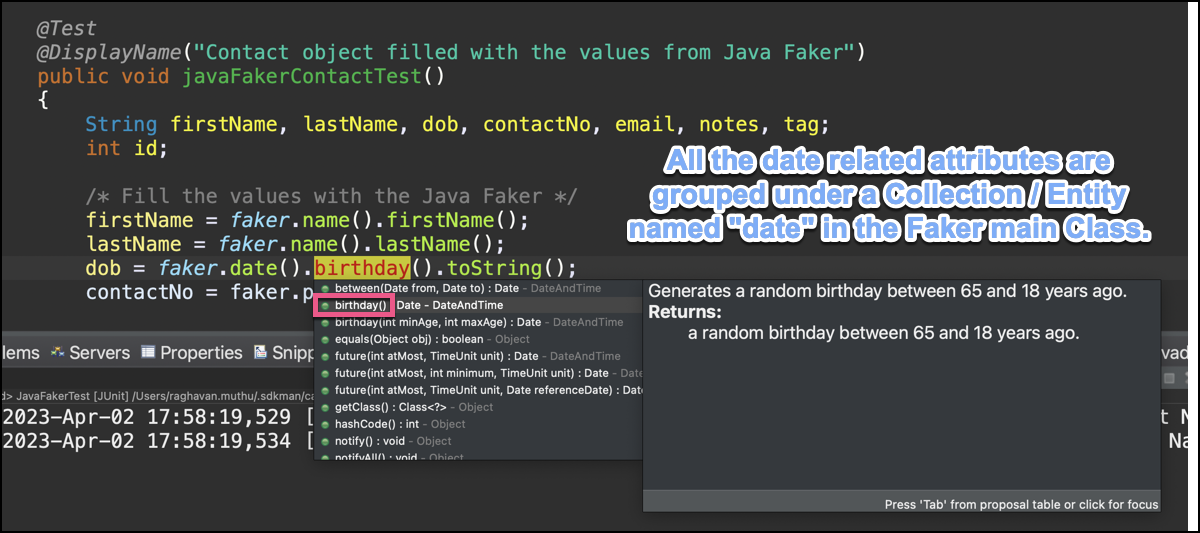 @Test
@DisplayName("Contact object filled with the values from Java Faker")
public void javaFakerContactTest()
{
String firstName, lastName, dob, contactNo, email, notes, tag;
int id;
All the date related attributes are
grouped under a Collection / Entity
named "date" in the Faker main Class.
/* Fill the values with the Java Faker */
firstName = faker.name().firstName();
lastName = faker.name().lastName();
dob = faker.date().birthday().toString();
contactNo = faker.p
between(Date from, Date to) : Date - DateAndTime
birthday() : Date - DateAndTime
birthday(int minAge, int maxAge) : Date - DateAndTime
equals(Object obj) : boolean - Object
future(int atMost, TimeUnit unit) : Date - DateAndTime
future(int atMost, int minimum, TimeUnit unit) : Date - Da
future(int atMost, TimeUnit unit, Date referenceDate) : Date
getClass() : Class<?> - Object
hashCode() : int - Object
notify() : void - Object
notifyAll() : void - Object
Generates a random birthday between 65 and 18 years ago.
Returns:
a random birthday between 65 and 18 years ago.
Press 'Tab' from proposal table or click for focus
lems Servers Properties Snipp
vad
d> JavaFakerTest [JUnit] /Users/raghavan.muthu/.sdkman/ca
2023-Apr-02 17:58:19,529 [
t N
2023-Apr-02 17:58:19,534 [
Na